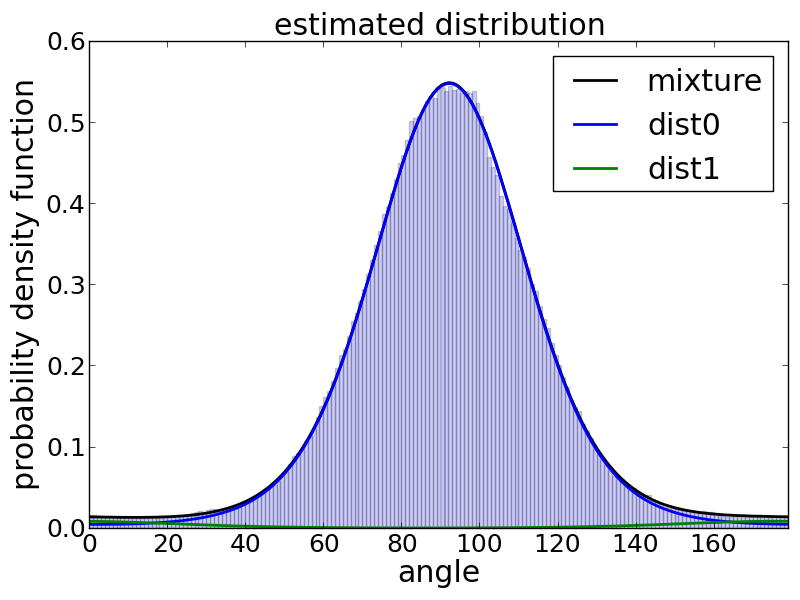 estimated distribution
probability density function
0.6
0.5
0.4
0.3
0.2
0.1
0.0
mixture
dist0
dist1
0 20 40 60 80 100 120 140 160
angle